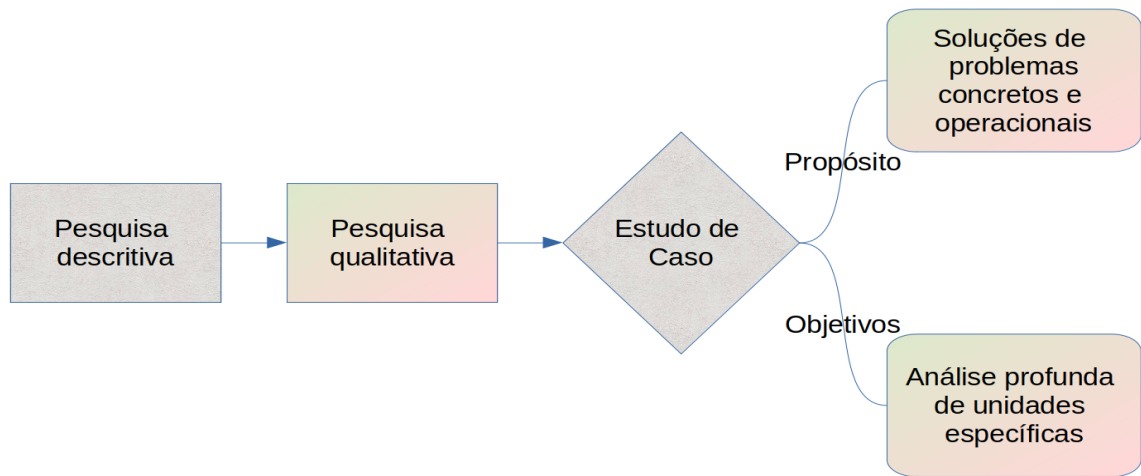 Pesquisa
descritiva
Pesquisa
qualitativa
Estudo de
Caso
Propósito
Soluções de
problemas
concretos e
operacionais
Objetivos
Análise profunda
de unidades
específicas